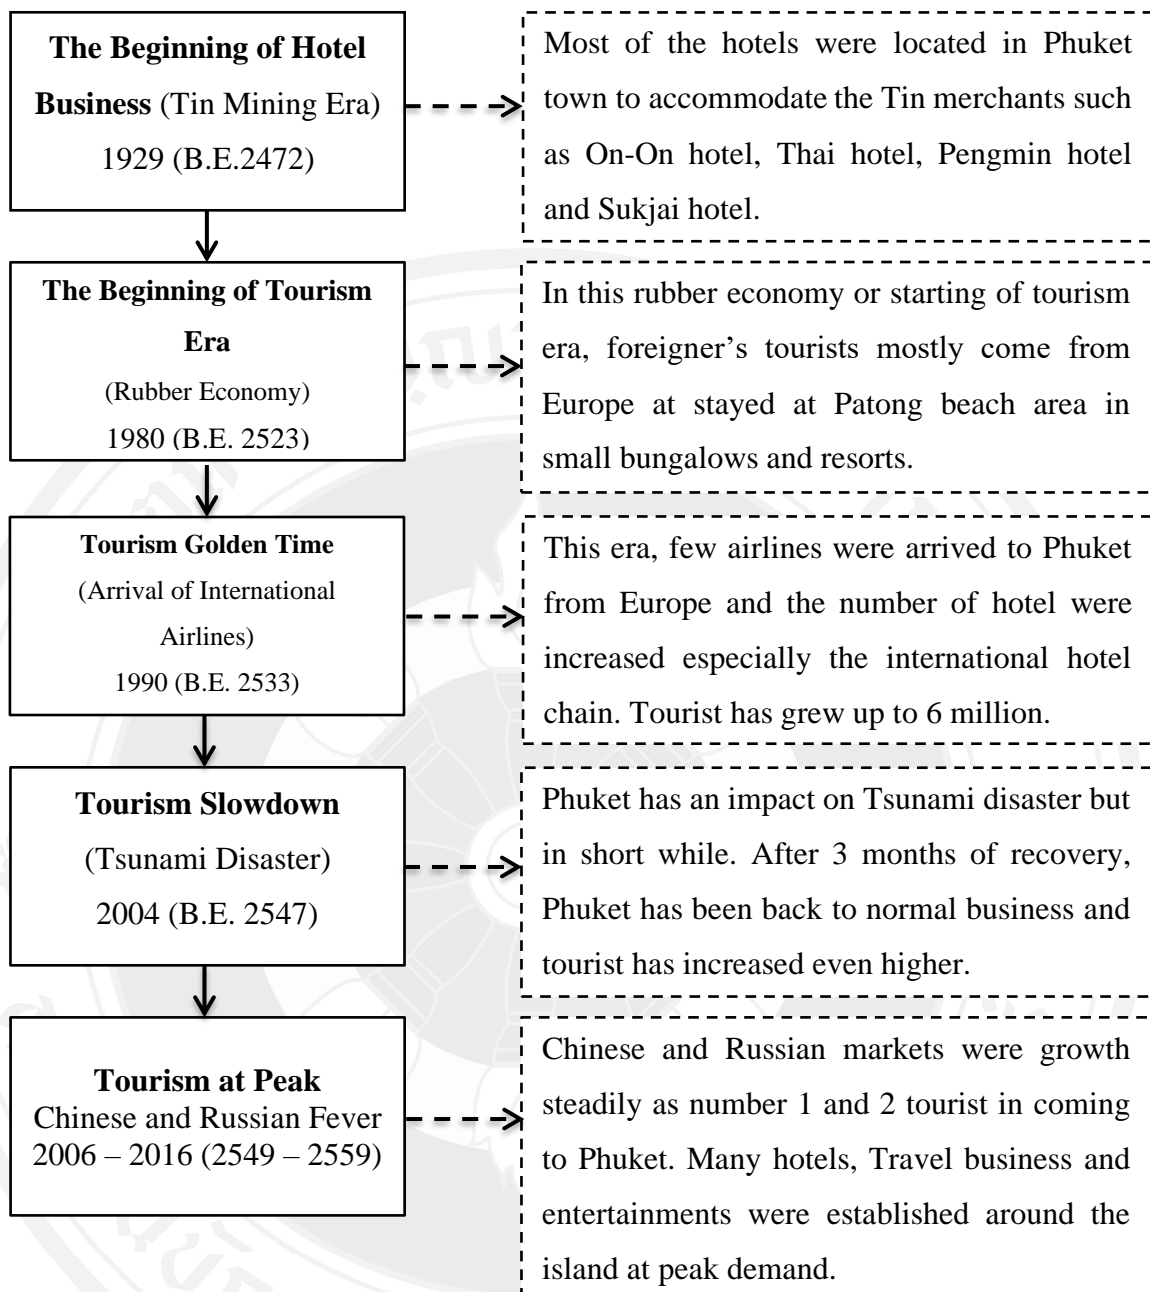 The Beginning of Hotel
Business (Tin Mining Era)
1929 (B.E.2472)
Most of the hotels were located in Phuket
town to accommodate the Tin merchants such
as On-On hotel, Thai hotel, Pengmin hotel
and Sukjai hotel.
The Beginning of Tourism
Era
(Rubber Economy)
1980 (B.E. 2523)
In this rubber economy or starting of tourism
era, foreigner’s tourists mostly come from
Europe at stayed at Patong beach area in
small bungalows and resorts.
Tourism Golden Time
(Arrival of International
Airlines)
1990 (B.E. 2533)
This era, few airlines were arrived to Phuket
from Europe and the number of hotel were
increased especially the international hotel
chain. Tourist has grew up to 6 million.
Tourism Slowdown
(Tsunami Disaster)
2004 (B.E. 2547)
Phuket has an impact on Tsunami disaster but
in short while. After 3 months of recovery,
Phuket has been back to normal business and
tourist has increased even higher.
Tourism at Peak
Chinese and Russian Fever
2006 – 2016 (2549 – 2559)
Chinese and Russian markets were growth
steadily as number 1 and 2 tourist in coming
to Phuket. Many hotels, Travel business and
entertainments were established around the
island at peak demand.